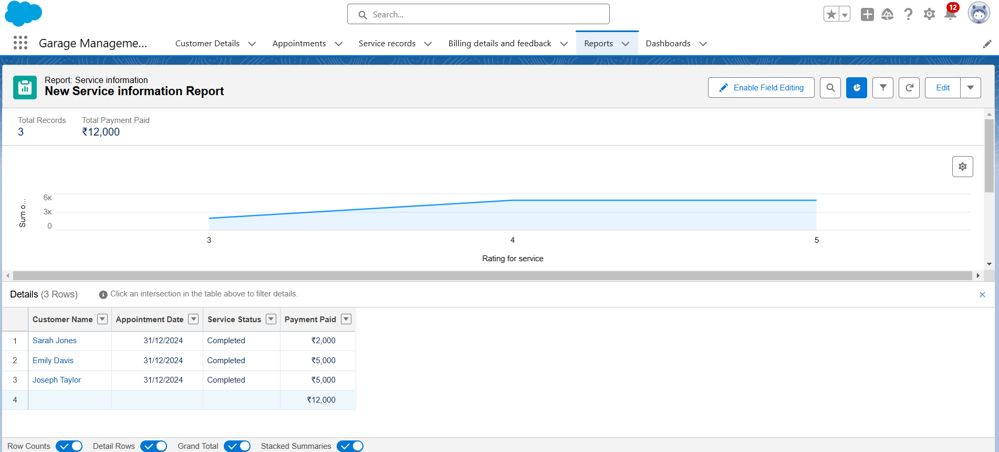 Search...
12
Garage Manageme...
Customer Details
Appointments
Service records
Billing details and feedback
Reports
Dashboards
Report: Service information
New Service information Report
Enable Field Editing
Edit
Total Records
Total Payment Paid
3
₹12,000
Sum o...
6K
3K
0
3
4
5
Rating for service
Details (3 Rows)
Click an intersection in the table above to filter details.
Customer Name
Appointment Date
Service Status
Payment Paid
1 Sarah Jones 31/12/2024 Completed ₹2,000
2 Emily Davis 31/12/2024 Completed ₹5,000
3 Joseph Taylor 31/12/2024 Completed ₹5,000
4 ₹12,000
Row Counts
Detail Rows
Grand Total
Stacked Summaries